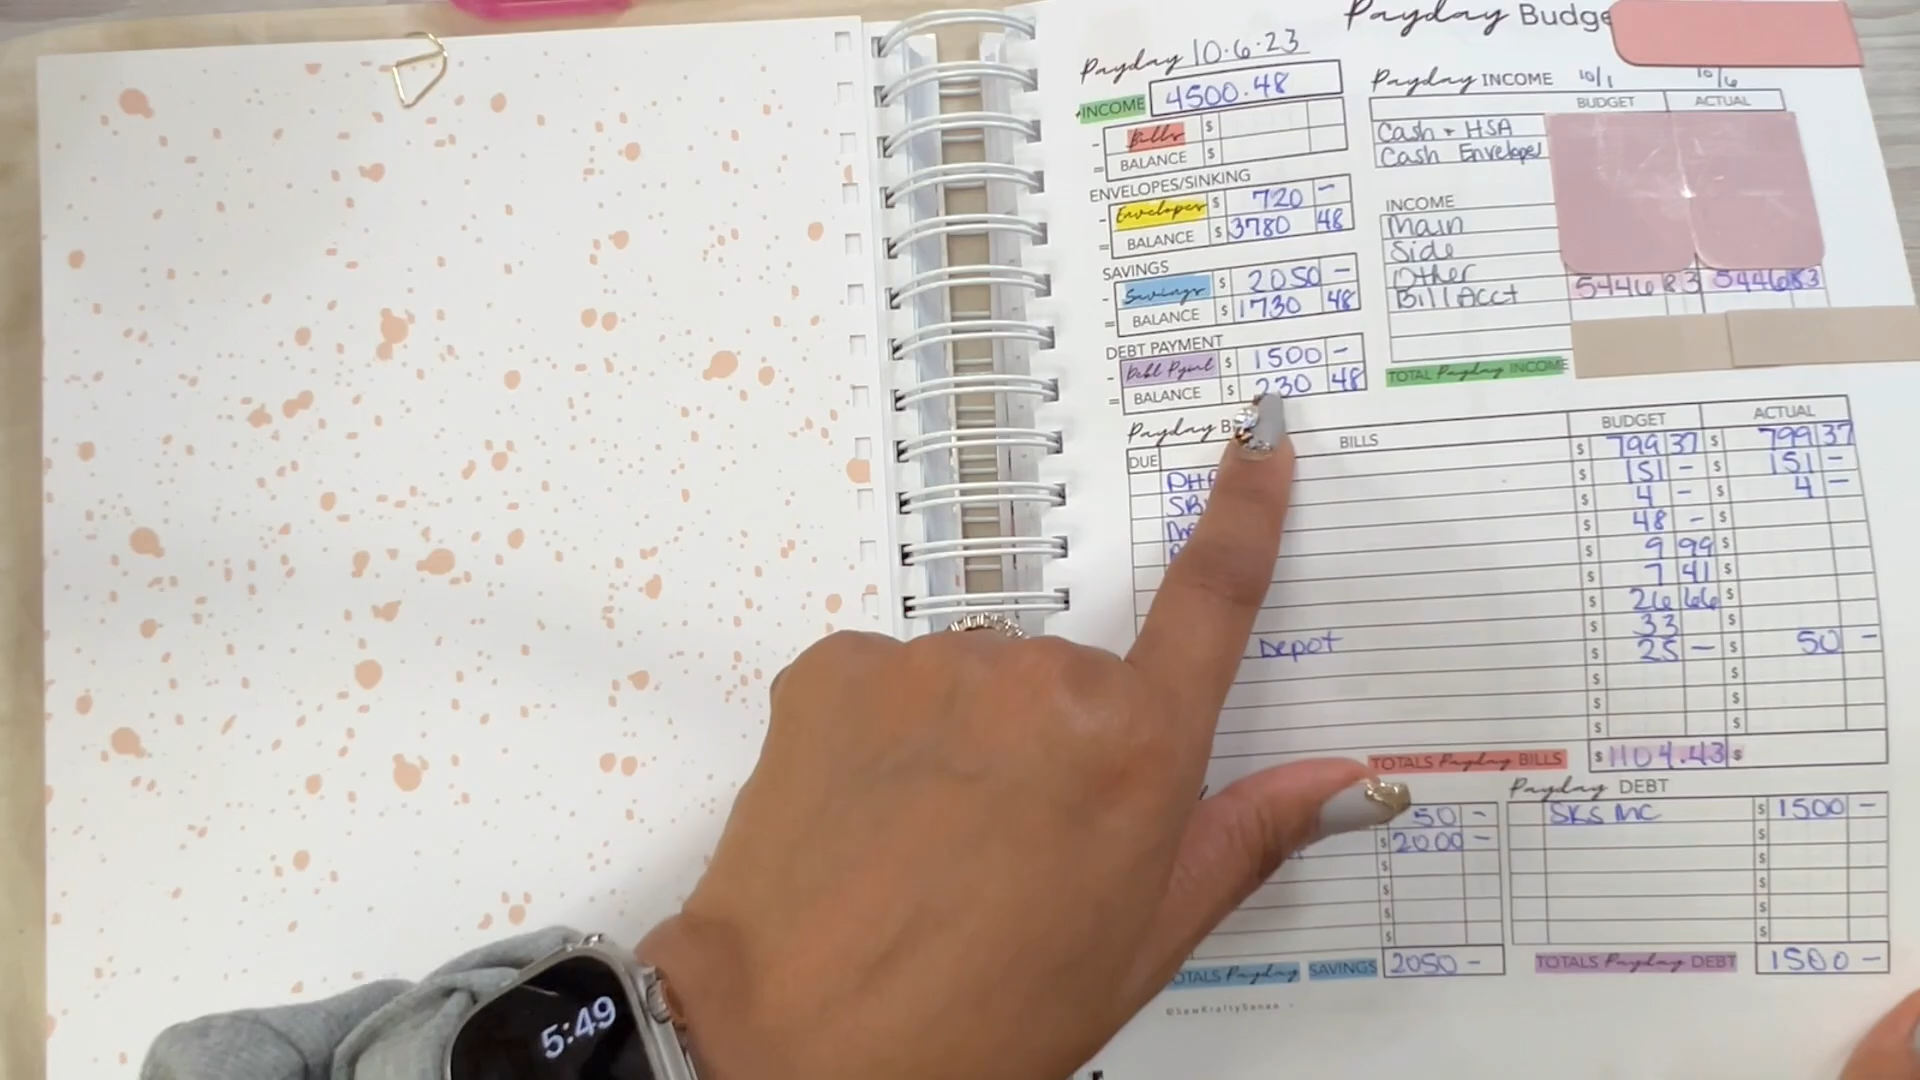 Payday Budge
Payday 10.6.23
INCOME 4500.48
- Bills $
= BALANCE $
ENVELOPES/SINKING
- Envelopes $ 720 -
= BALANCE $ 3780 48
SAVINGS
- Savings $ 2050 -
= BALANCE $ 1730 48
DEBT PAYMENT
- Debt Pymt $ 1500 -
= BALANCE $ 230 48
Payday INCOME 10/1 10/6
BUDGET ACTUAL
Cash + HSA
Cash Envelopes
INCOME
Main
Side
Other
Bill Acct 5446 83 5446 83
TOTAL Payday INCOME
Payday B
DUE BILLS BUDGET ACTUAL
$ 799 37 $ 799 37
$ 151 - $ 151 -
$ 4 - $ 4 -
$ 48 - $
$ 9 99 $
$ 7 41 $
$ 26 66 $
$ 33 $
Depot $ 25 - $ 50 -
$ $
$ $
$ $
TOTALS Payday BILLS $ 1104.43 $
50 -
$ 2000 -
$
$
$
$
TOTALS Payday SAVINGS 2050 -
Payday DEBT
SKS MC $ 1500 -
$
$
$
$
$
TOTALS Payday DEBT 1500 -
©SewKraftySanea
5:49